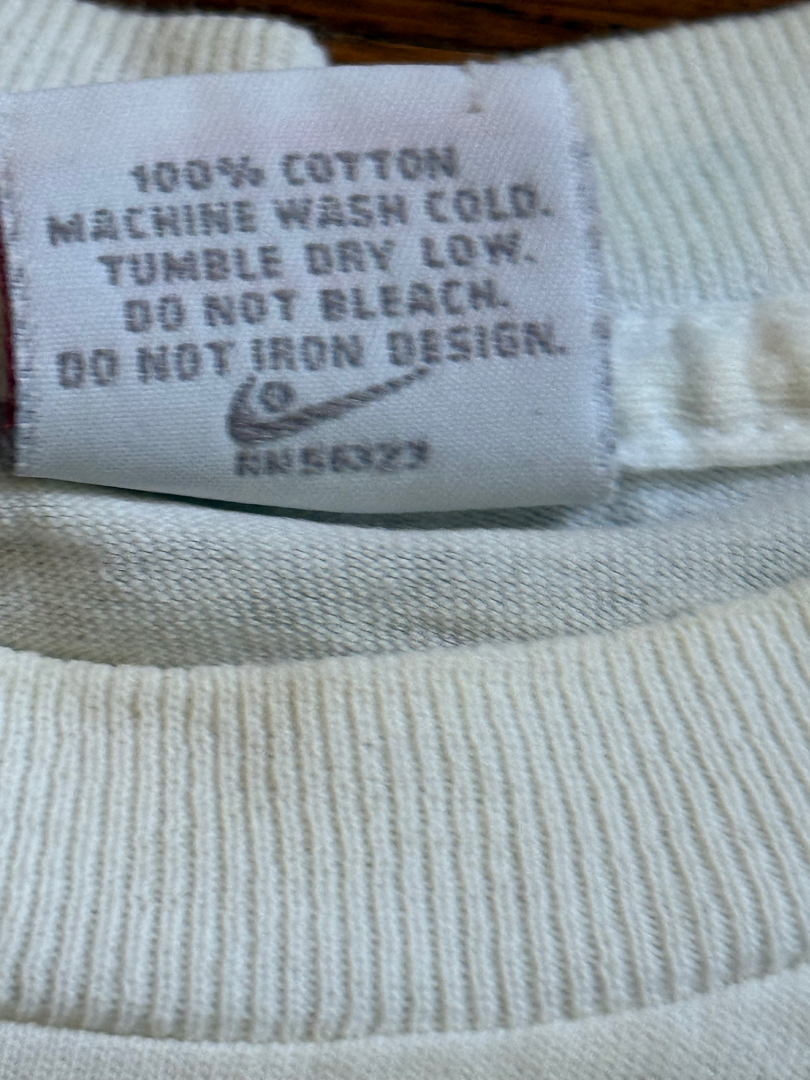 100% COTTON
MACHINE WASH COLD.
TUMBLE DRY LOW.
DO NOT BLEACH.
DO NOT IRON DESIGN.
RN56323